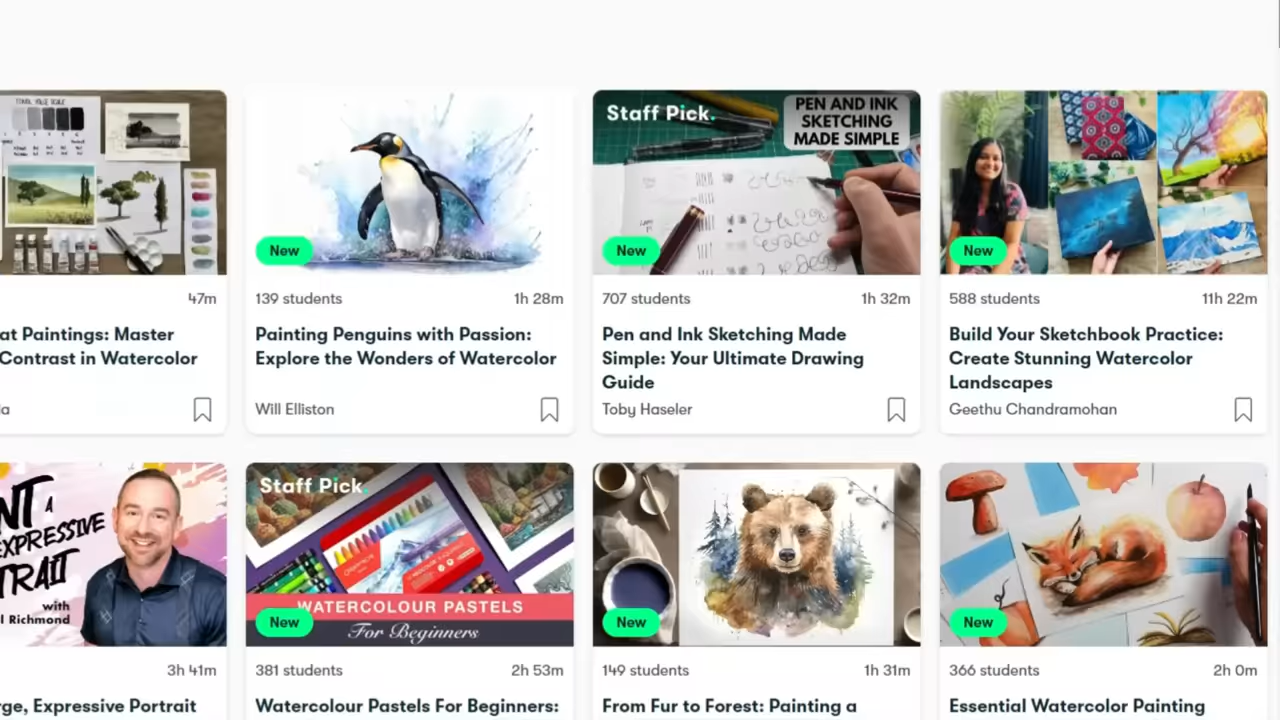 TONAL VALUE SCALE
Staff Pick.
PEN AND INK
SKETCHING
MADE SIMPLE
New
New
New
47m
139 students
1h 28m
707 students
1h 32m
588 students
11h 22m
at Paintings: Master
Contrast in Watercolor
Painting Penguins with Passion:
Explore the Wonders of Watercolor
Pen and Ink Sketching Made
Simple: Your Ultimate Drawing
Guide
Build Your Sketchbook Practice:
Create Stunning Watercolor
Landscapes
ia
Will Elliston
Toby Haseler
Geethu Chandramohan
NT A
EXPRESSIVE
TRAIT
with
l Richmond
Staff Pick.
WATERCOLOUR PASTELS
For Beginners
New
New
New
3h 41m
381 students
2h 53m
149 students
1h 31m
366 students
2h 0m
rge, Expressive Portrait
Watercolour Pastels For Beginners:
From Fur to Forest: Painting a
Essential Watercolor Painting